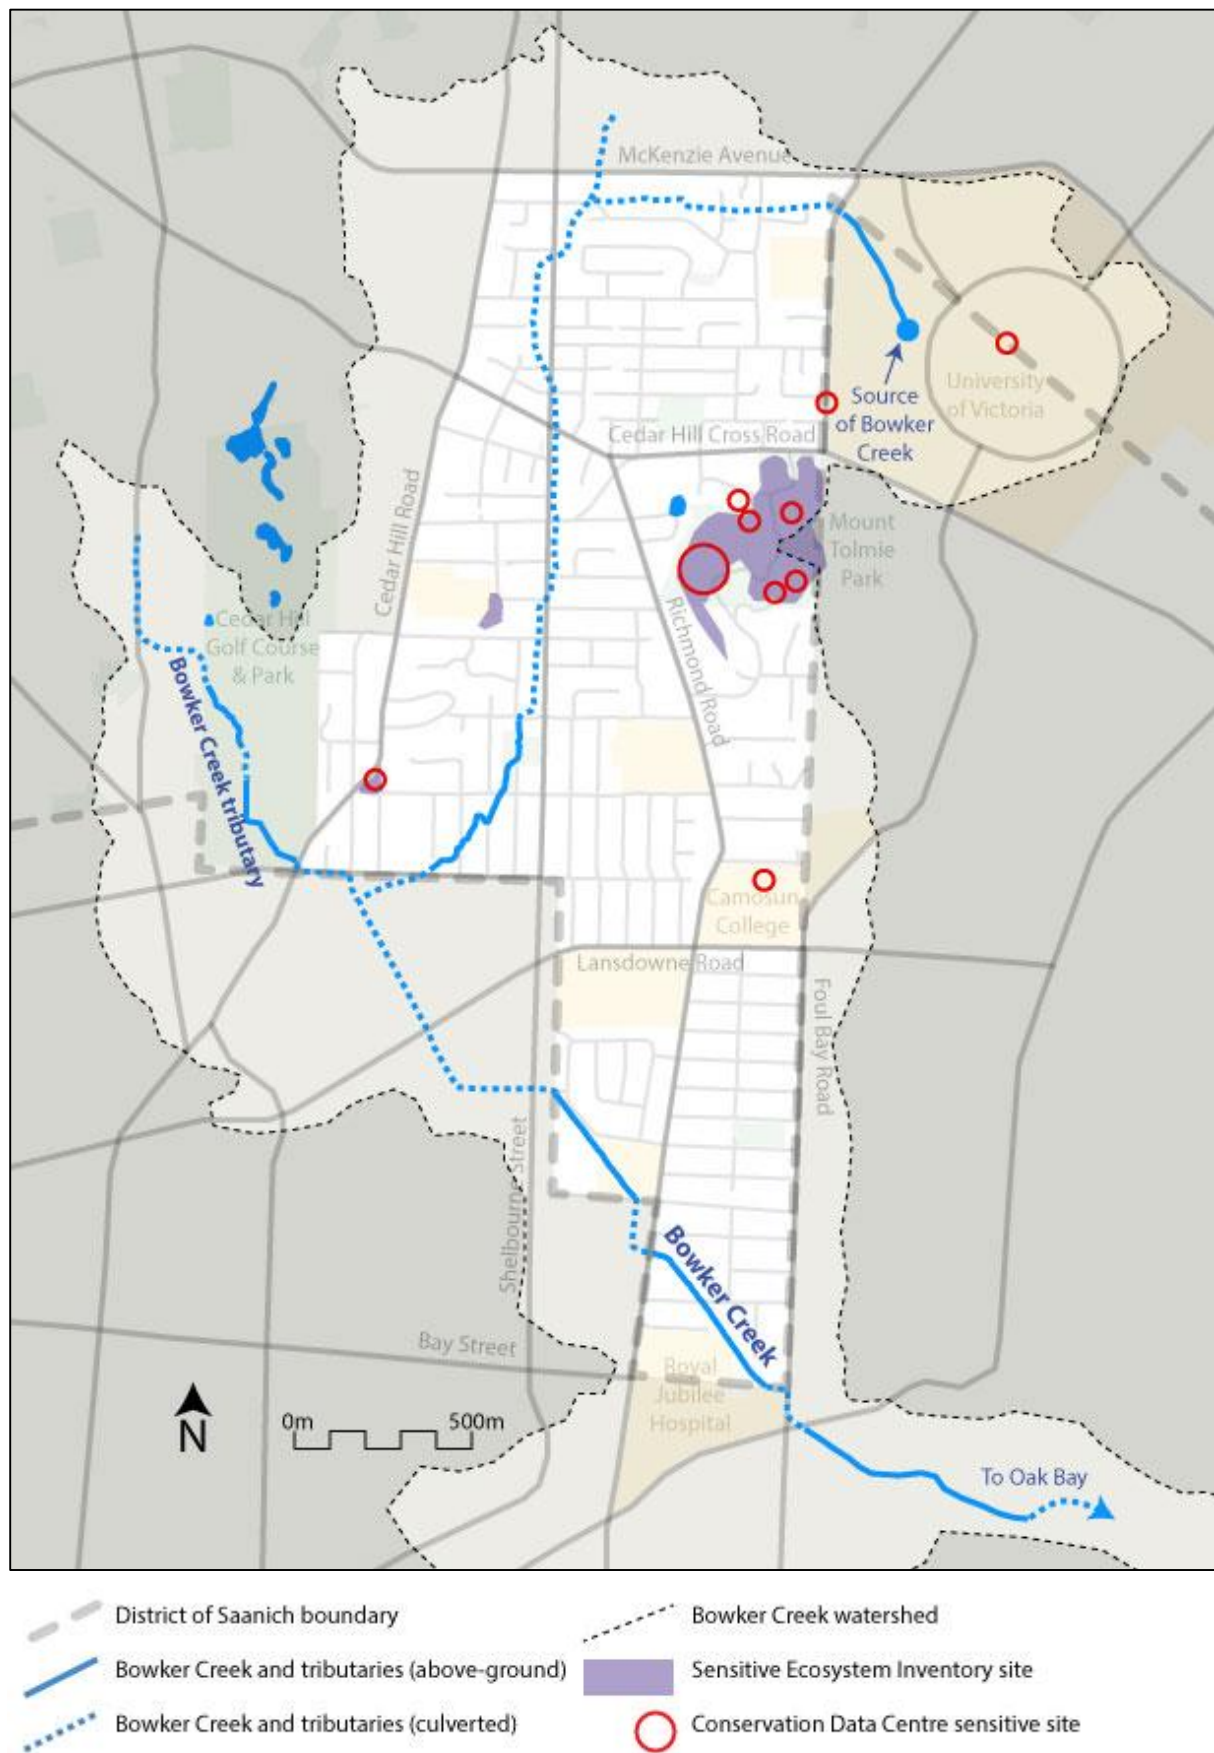 McKenzie Avenue
Source
of Bowker
Creek
University
of Victoria
Cedar Hill Cross Road
Cedar Hill Road
Mount
Tolmie
Park
Richmond Road
Cedar Hill
Golf Course
& Park
Bowker Creek tributary
Camosun
College
Lansdowne Road
Foul Bay Road
Shelbourne Street
Bowker Creek
Bay Street
Royal
Jubilee
Hospital
N
0m 500m
To Oak Bay
District of Saanich boundary
Bowker Creek watershed
Bowker Creek and tributaries (above-ground)
Sensitive Ecosystem Inventory site
Bowker Creek and tributaries (culverted)
Conservation Data Centre sensitive site